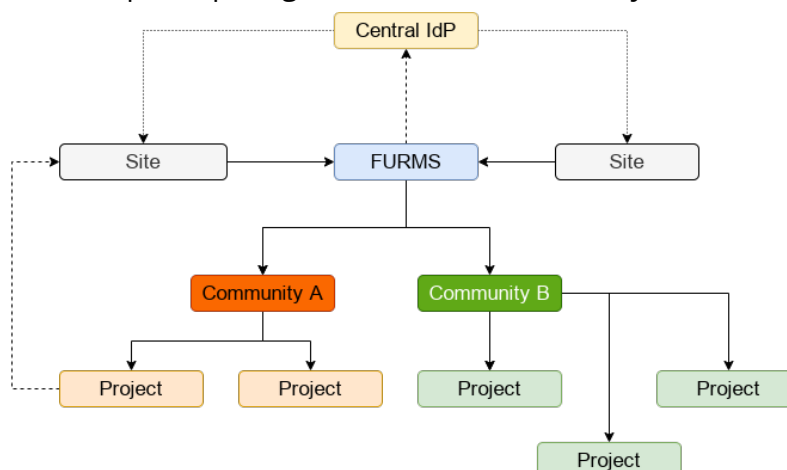 Central IdP
Site
FURMS
Site
Community A
Community B
Project
Project
Project
Project
Project